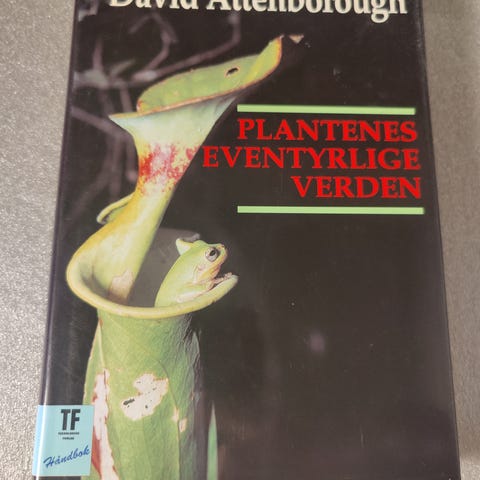 David Attenborough
PLANTENES
EVENTYRLIGE
VERDEN
TF
Håndbok